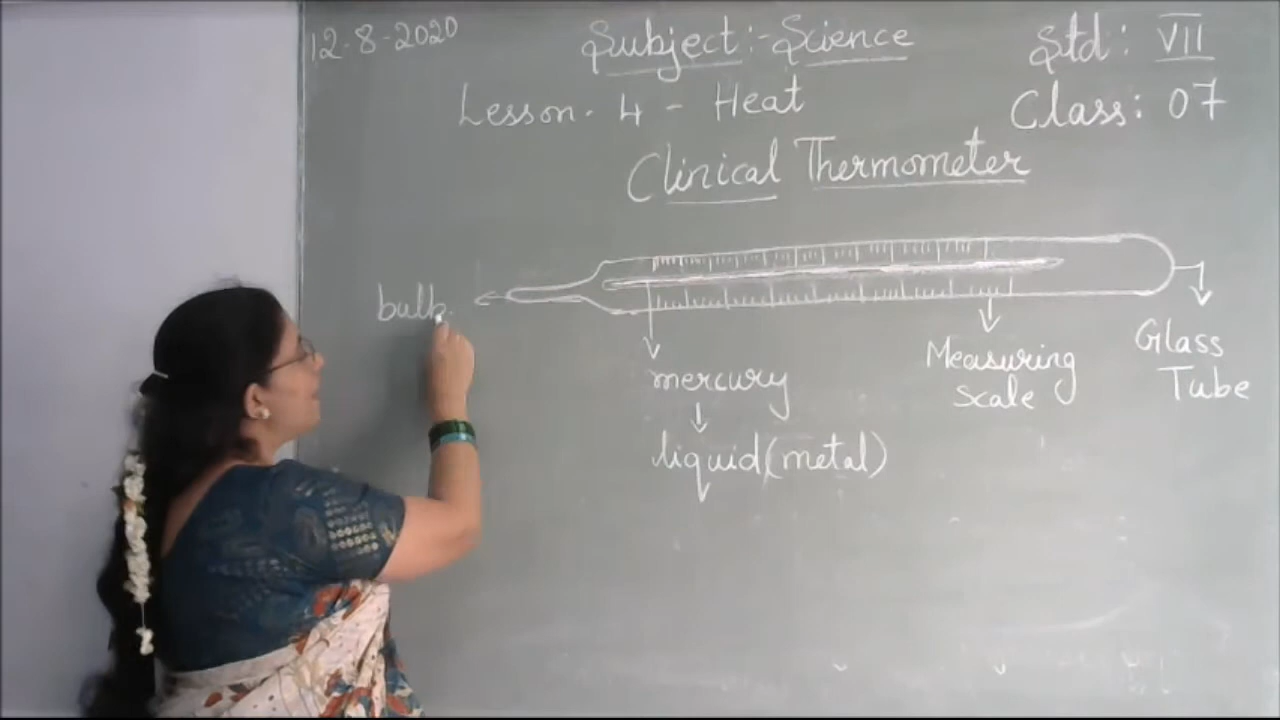 12-8-2020
Subject:-Science
Std: VII
Lesson. 4 - Heat
Class: 07
Clinical Thermometer
bulb
mercury
liquid(metal)
Measuring
scale
Glass
Tube